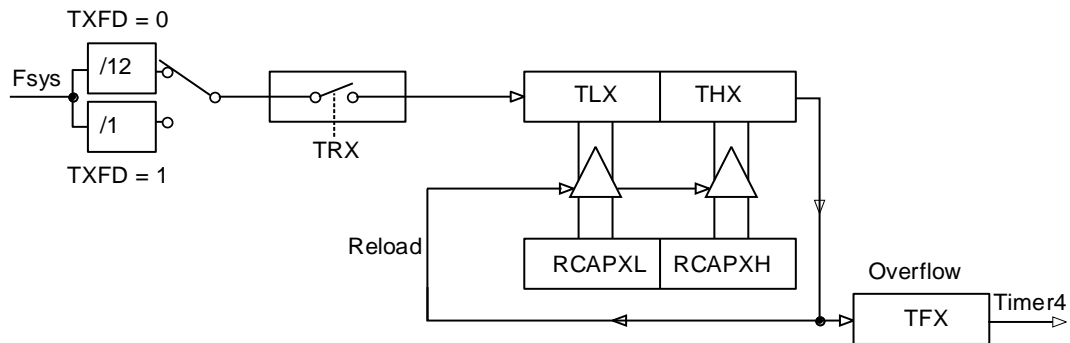 TXFD = 0
Fsys
/12
/1
TXFD = 1
TRX
TLX
THX
Reload
RCAPXL
RCAPXH
Overflow
TFX
Timer4